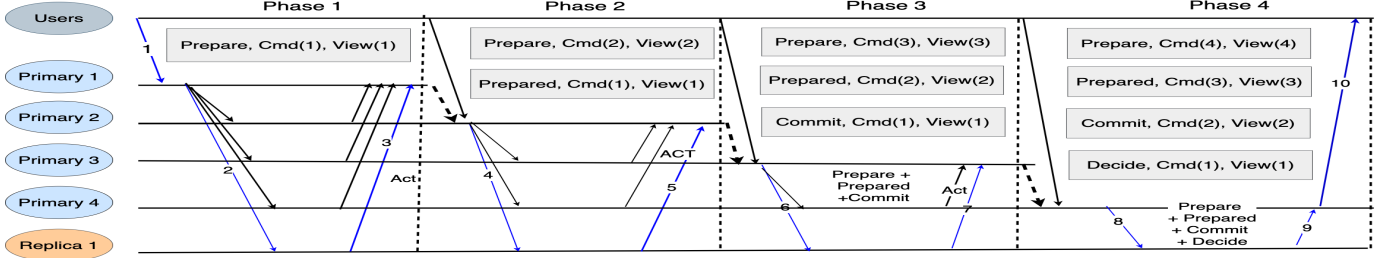 Phase 1
Phase 2
Phase 3
Phase 4
Users
Primary 1
Primary 2
Primary 3
Primary 4
Replica 1
1
Prepare, Cmd(1), View(1)
2
3
Act
Prepare, Cmd(2), View(2)
Prepared, Cmd(1), View(1)
4
ACT
5
Prepare, Cmd(3), View(3)
Prepared, Cmd(2), View(2)
Commit, Cmd(1), View(1)
6
Prepare +
Prepared
+Commit
Act
7
Prepare, Cmd(4), View(4)
Prepared, Cmd(3), View(3)
Commit, Cmd(2), View(2)
Decide, Cmd(1), View(1)
8
Prepare
+ Prepared
+ Commit
+ Decide
9
10